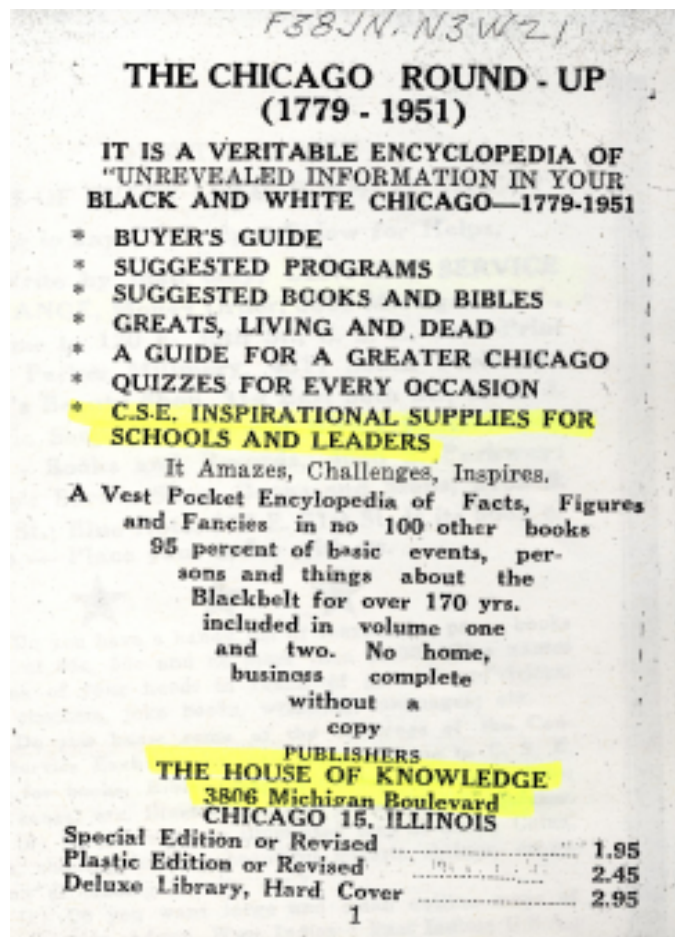 F38JN.N3W21
THE CHICAGO ROUND - UP
(1779 - 1951)
IT IS A VERITABLE ENCYCLOPEDIA OF
"UNREVEALED INFORMATION IN YOUR
BLACK AND WHITE CHICAGO—1779-1951
* BUYER'S GUIDE
* SUGGESTED PROGRAMS
* SUGGESTED BOOKS AND BIBLES
* GREATS, LIVING AND DEAD
* A GUIDE FOR A GREATER CHICAGO
* QUIZZES FOR EVERY OCCASION
* C.S.E. INSPIRATIONAL SUPPLIES FOR
SCHOOLS AND LEADERS
It Amazes, Challenges, Inspires.
A Vest Pocket Encylopedia of Facts, Figures
and Fancies in no 100 other books
95 percent of basic events, per-
sons and things about the
Blackbelt for over 170 yrs.
included in volume one
and two. No home,
business complete
without a
copy
PUBLISHERS
THE HOUSE OF KNOWLEDGE
3806 Michigan Boulevard
CHICAGO 15, ILLINOIS
Special Edition or Revised ........................ 1.95
Plastic Edition or Revised ........................ 2.45
Deluxe Library, Hard Cover ........................ 2.95
1